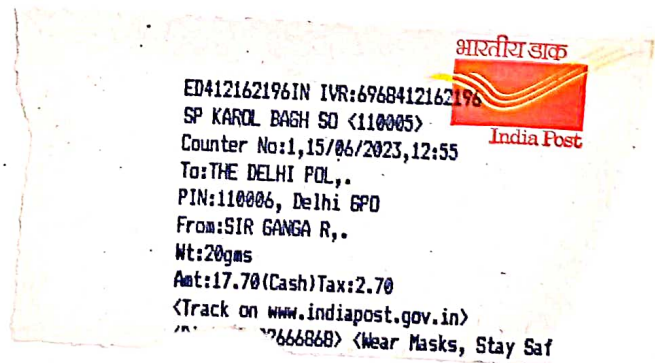 भारतीय डाक
India Post
ED412162196IN IVR:6968412162196
SP KAROL BAGH SO <110005>
Counter No:1,15/06/2023,12:55
To:THE DELHI POL,.
PIN:110006, Delhi GPO
From:SIR GANGA R,.
Wt:20gms
Amt:17.70(Cash)Tax:2.70
<Track on www.indiapost.gov.in>
2666868> <Wear Masks, Stay Saf